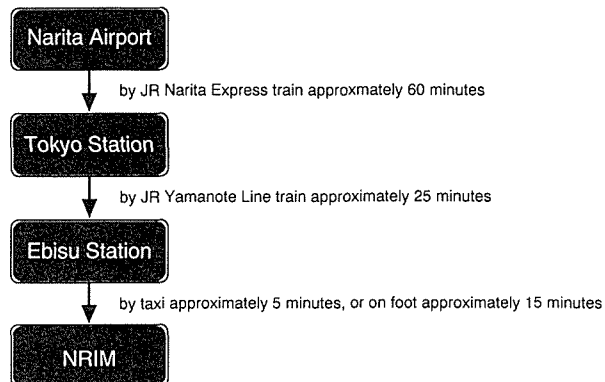 Narita Airport
by JR Narita Express train approxmately 60 minutes
Tokyo Station
by JR Yamanote Line train approximately 25 minutes
Ebisu Station
by taxi approximately 5 minutes, or on foot approximately 15 minutes
NRIM